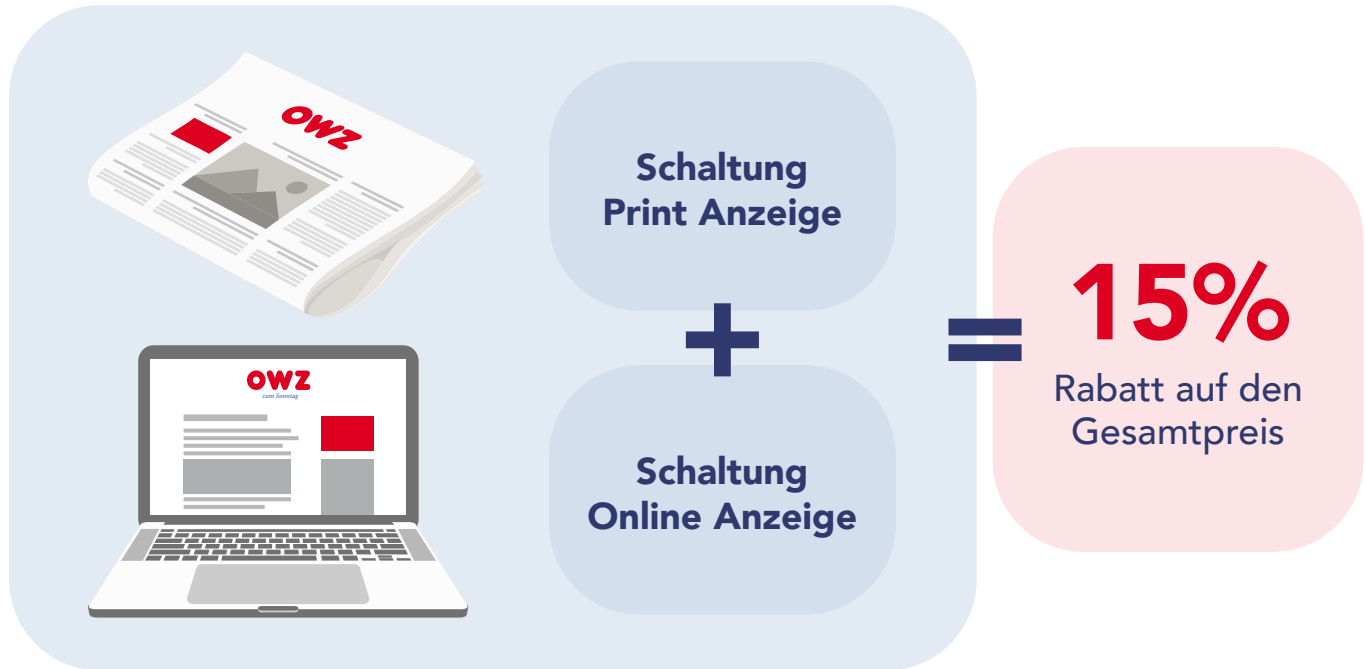 OWZ
OWZ
zum Sonntag
Schaltung
Print Anzeige
+
Schaltung
Online Anzeige
=
15%
Rabatt auf den
Gesamtpreis